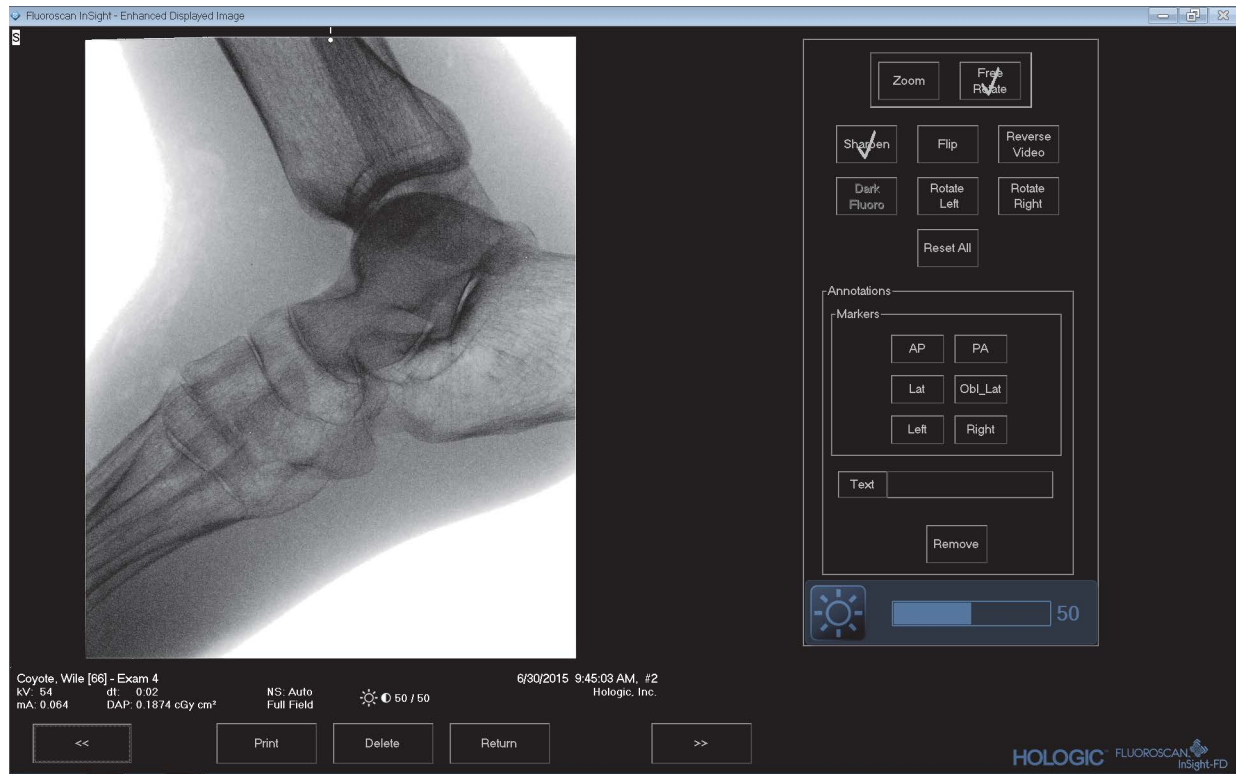 Fluoroscan InSight - Enhanced Displayed Image
S
Zoom
Free
Rotate
Sharpen
Flip
Reverse
Video
Dark
Fluoro
Rotate
Left
Rotate
Right
Reset All
Annotations
Markers
AP
PA
Lat
Obl_Lat
Left
Right
Text
Remove
50
Coyote, Wile [66] - Exam 4
6/30/2015 9:45:03 AM, #2
kV: 54 dt: 0:02 NS: Auto
Hologic, Inc.
mA: 0.064 DAP: 0.1874 cGy cm² Full Field
50 / 50
<<
Print
Delete
Return
>>
HOLOGIC™ FLUOROSCAN
InSight-FD